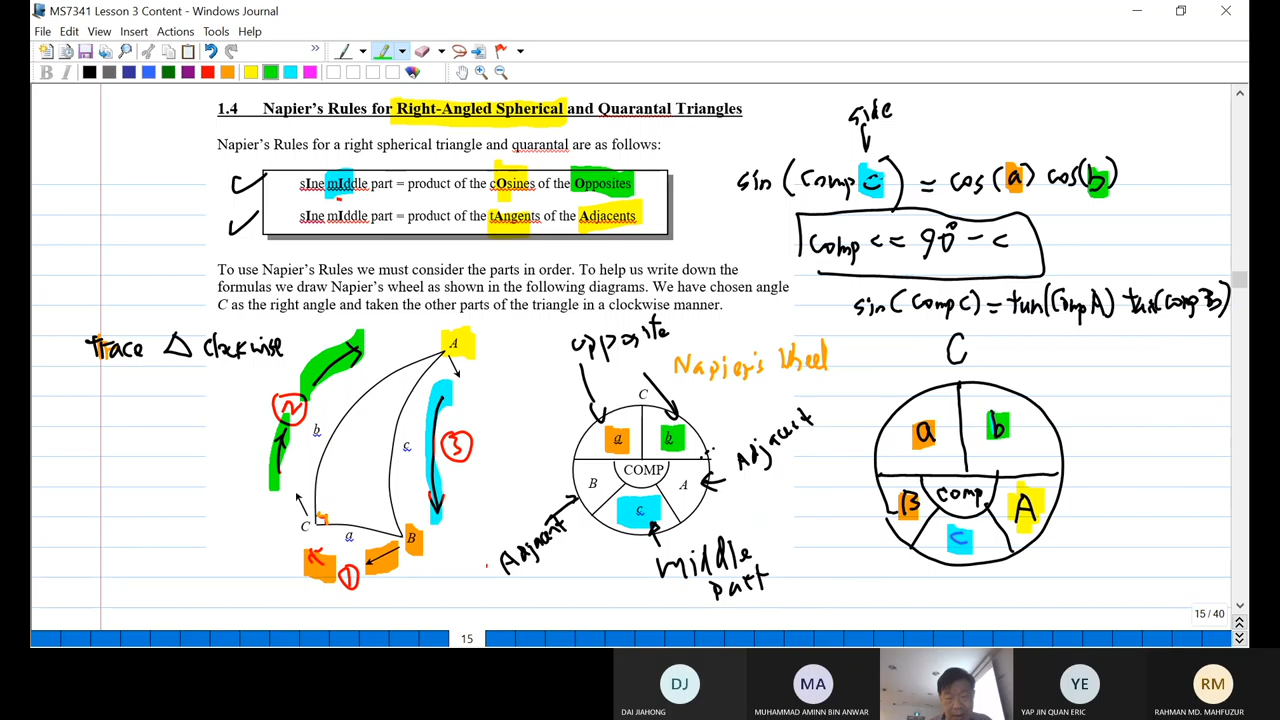 MS7341 Lesson 3 Content - Windows Journal
File Edit View Insert Actions Tools Help
1.4 Napier's Rules for Right-Angled Spherical and Quarantal Triangles
Napier's Rules for a right spherical triangle and quarantal are as follows:
sIne mIddle part = product of the cOsines of the Opposites
sIne mIddle part = product of the tAngents of the Adjacents
To use Napier's Rules we must consider the parts in order. To help us write down the
formulas we draw Napier's wheel as shown in the following diagrams. We have chosen angle
C as the right angle and taken the other parts of the triangle in a clockwise manner.
side
sin (comp c) = cos(a) cos(b)
comp c = 90° - c
sin(comp c) = tan(comp A) tan(comp B)
Trace Δ clockwise
A
b
2
c
3
C
a
B
1
opposite
Napier's Wheel
C
a
b
Adjacent
COMP
B
A
c
Adjacent
middle
part
C
a
b
comp
B
A
c
15 / 40
15
DJ
DAI JIAHONG
MA
MUHAMMAD AMINN BIN ANWAR
YE
YAP JIN QUAN ERIC
RM
RAHMAN MD. MAHFUZUR